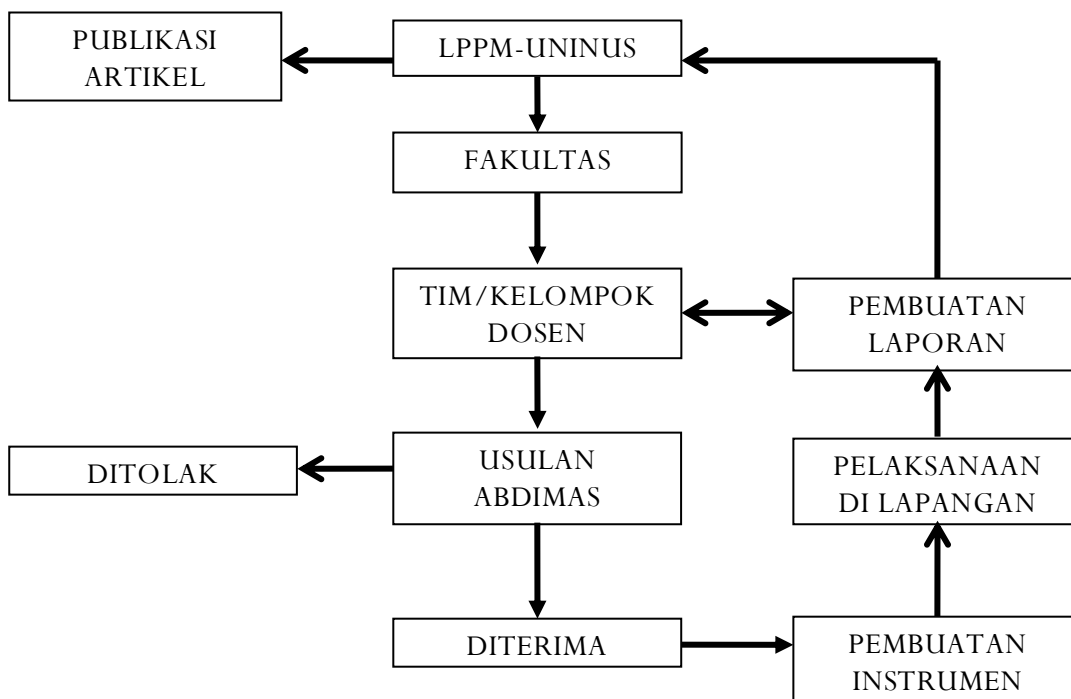 PUBLIKASI
ARTIKEL
LPPM-UNINUS
FAKULTAS
TIM/KELOMPOK
DOSEN
PEMBUATAN
LAPORAN
DITOLAK
USULAN
ABDIMAS
PELAKSANAAN
DI LAPANGAN
DITERIMA
PEMBUATAN
INSTRUMEN